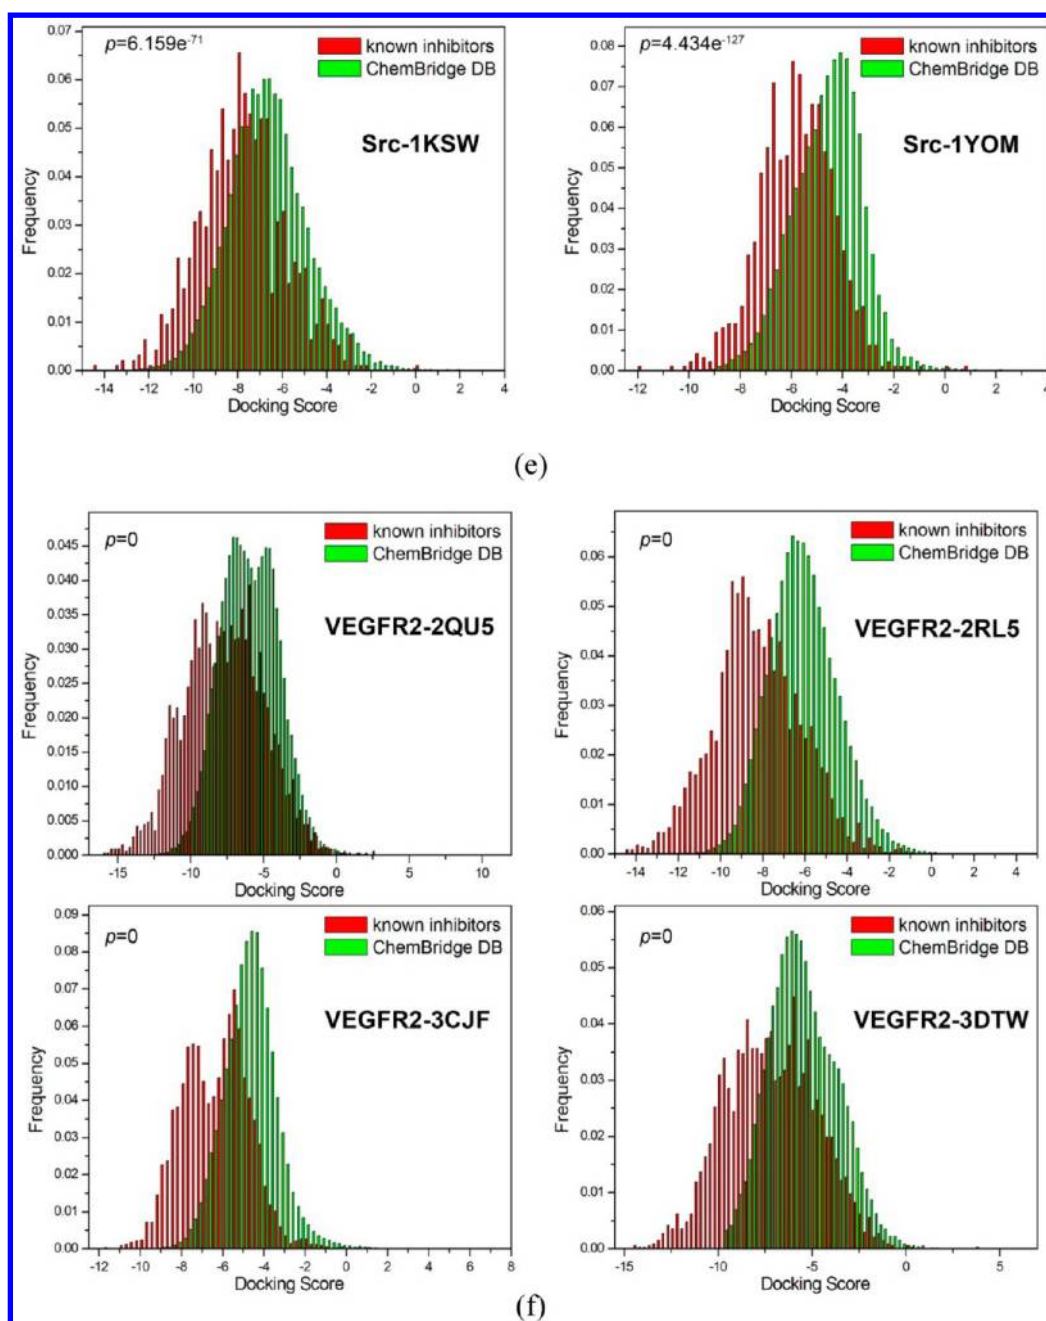 p=6.159e-71
known inhibitors
ChemBridge DB
Src-1KSW
Frequency
0.07
0.06
0.05
0.04
0.03
0.02
0.01
0.00
-14 -12 -10 -8 -6 -4 -2 0 2 4
Docking Score
p=4.434e-127
known inhibitors
ChemBridge DB
Src-1YOM
Frequency
0.08
0.07
0.06
0.05
0.04
0.03
0.02
0.01
0.00
-12 -10 -8 -6 -4 -2 0 2 4
Docking Score
(e)
p=0
known inhibitors
ChemBridge DB
VEGFR2-2QU5
Frequency
0.045
0.040
0.035
0.030
0.025
0.020
0.015
0.010
0.005
0.000
-15 -10 -5 0 5 10
Docking Score
p=0
known inhibitors
ChemBridge DB
VEGFR2-2RL5
Frequency
0.06
0.05
0.04
0.03
0.02
0.01
0.00
-14 -12 -10 -8 -6 -4 -2 0 2 4
Docking Score
p=0
known inhibitors
ChemBridge DB
VEGFR2-3CJF
Frequency
0.09
0.08
0.07
0.06
0.05
0.04
0.03
0.02
0.01
0.00
-12 -10 -8 -6 -4 -2 0 2 4 6 8
Docking Score
p=0
known inhibitors
ChemBridge DB
VEGFR2-3DTW
Frequency
0.06
0.05
0.04
0.03
0.02
0.01
0.00
-15 -10 -5 0 5
Docking Score
(f)